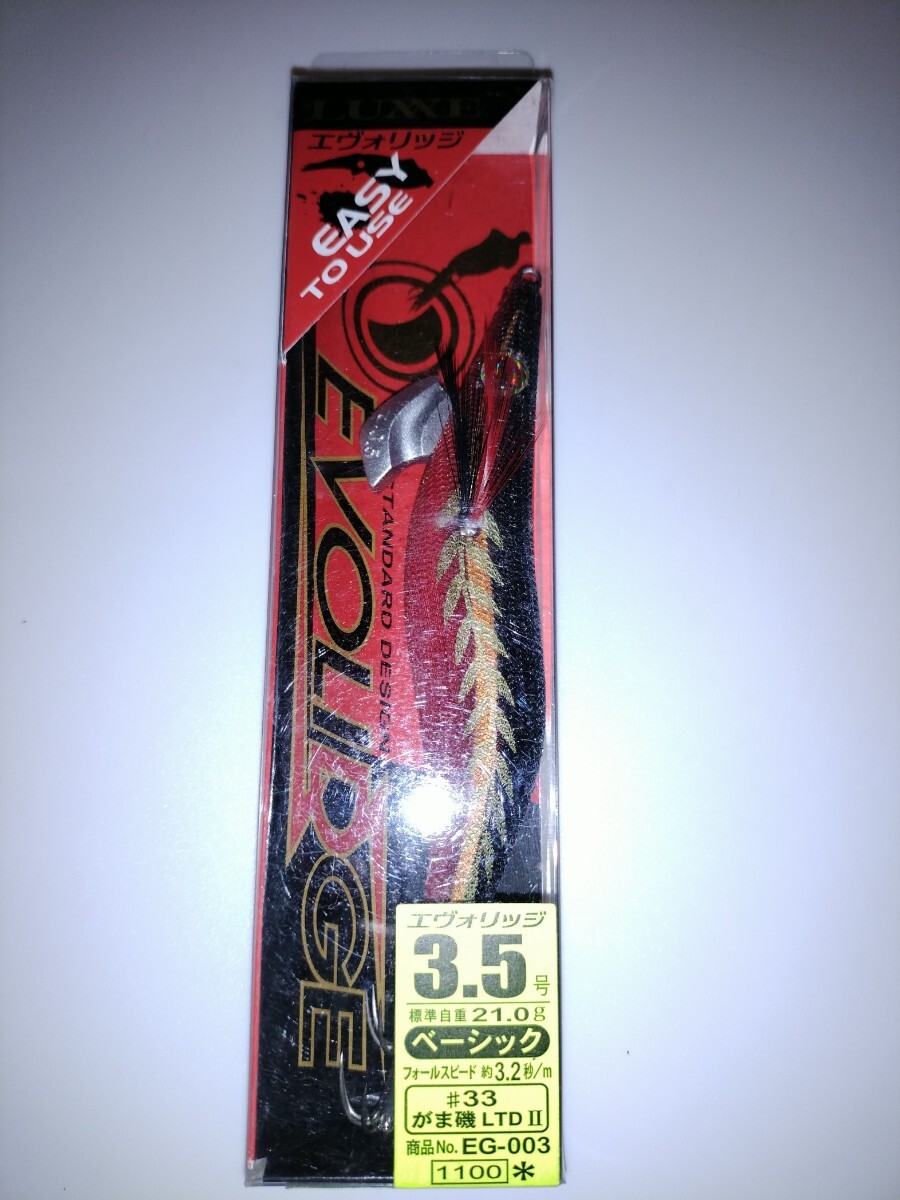 LUXXE
エヴォリッジ
EASY
TO USE
EVOLIDGE
STANDARD DESIGN
エヴォリッジ
3.5号
標準自重 21.0g
ベーシック
フォールスピード 約3.2秒/m
♯33
がま磯 LTD II
商品No. EG-003
1100 *